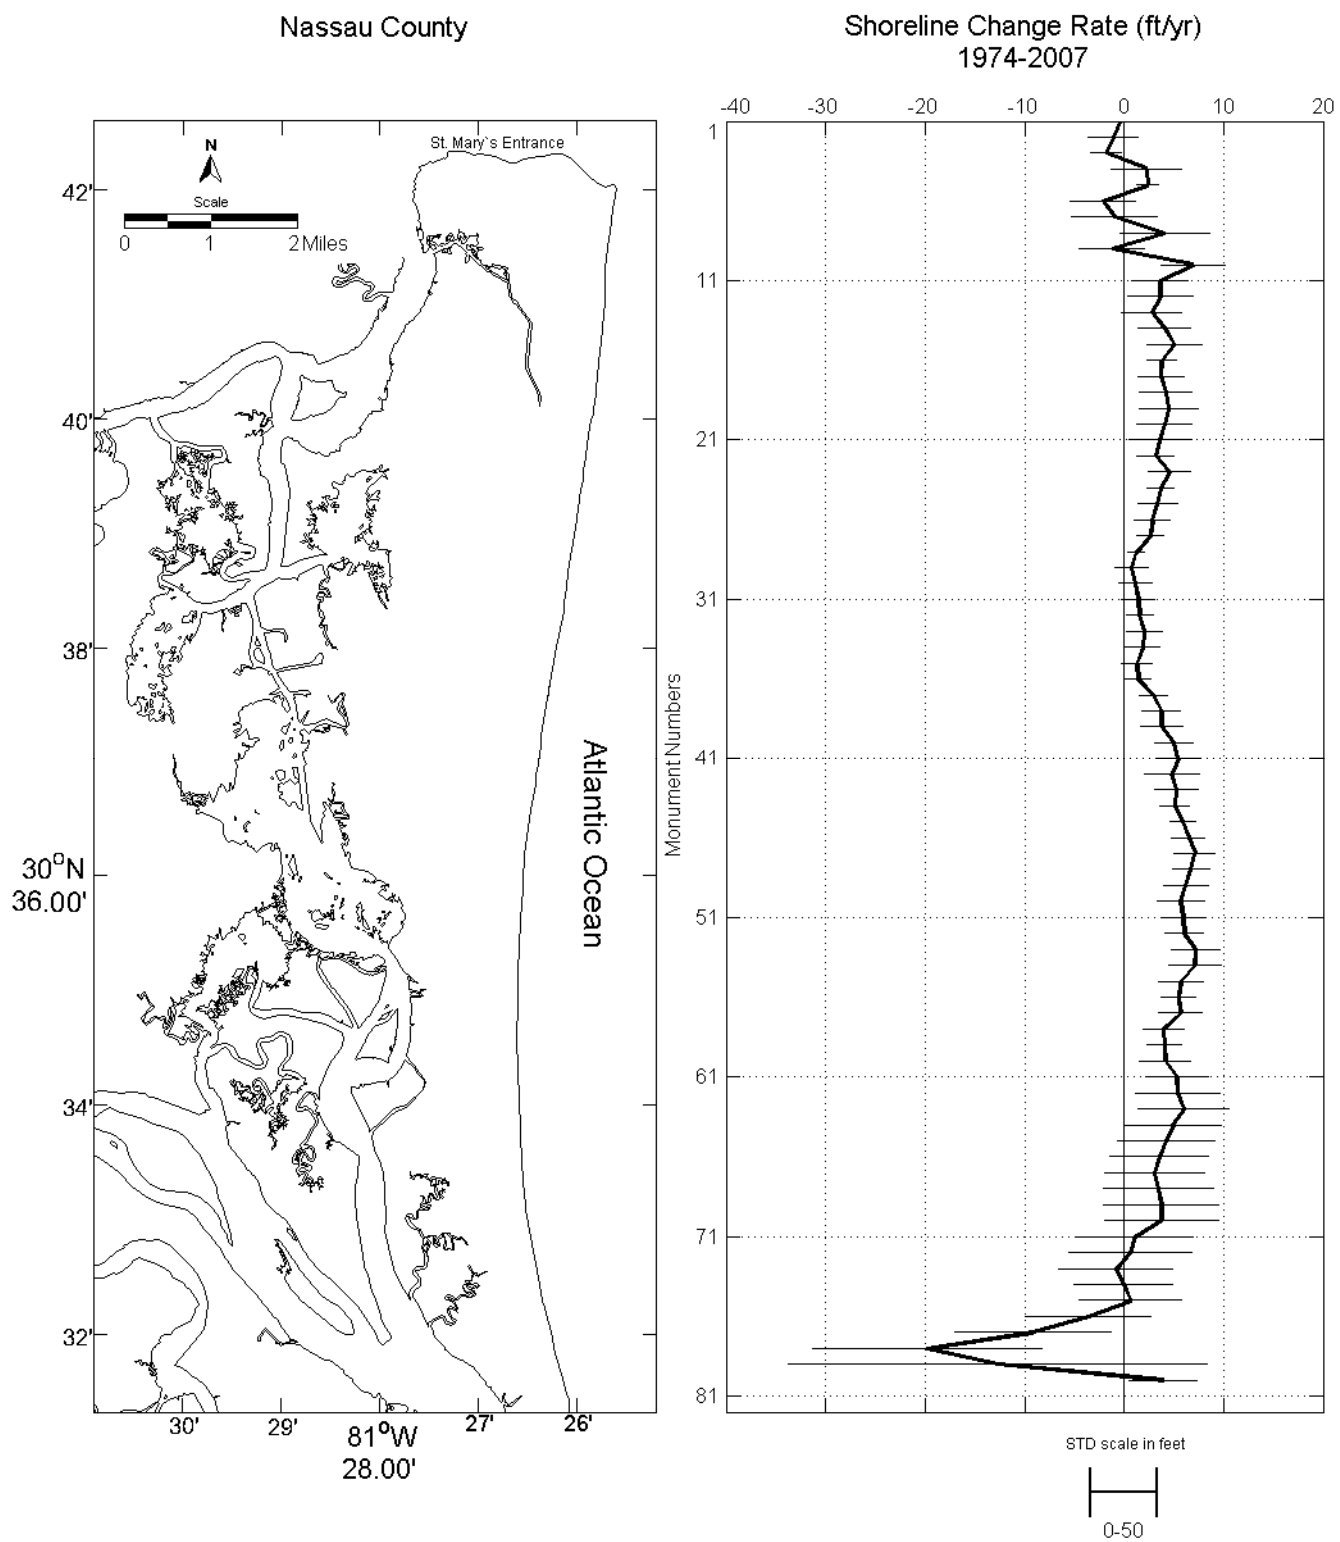 Nassau County
Shoreline Change Rate (ft/yr)
1974-2007
-40 -30 -20 -10 0 10 20
St. Mary`s Entrance
N
Scale
0 1 2 Miles
42'
40'
38'
30°N
36.00'
34'
32'
30' 29' 27' 26'
81°W
28.00'
Atlantic Ocean
Monument Numbers
1
11
21
31
41
51
61
71
81
STD scale in feet
0-50